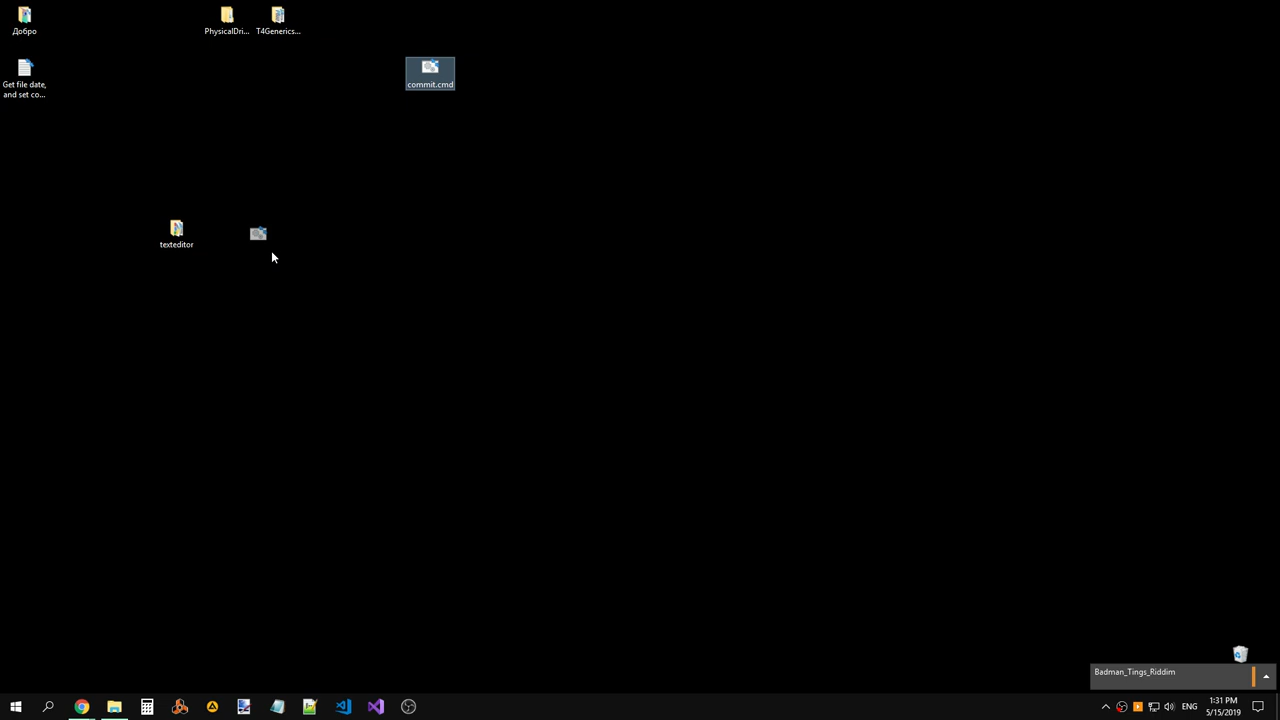 Добро
PhysicalDri...
T4Generics...
Get file date,
and set co...
commit.cmd
texteditor
Badman_Tings_Riddim
ENG
1:31 PM
5/15/2019